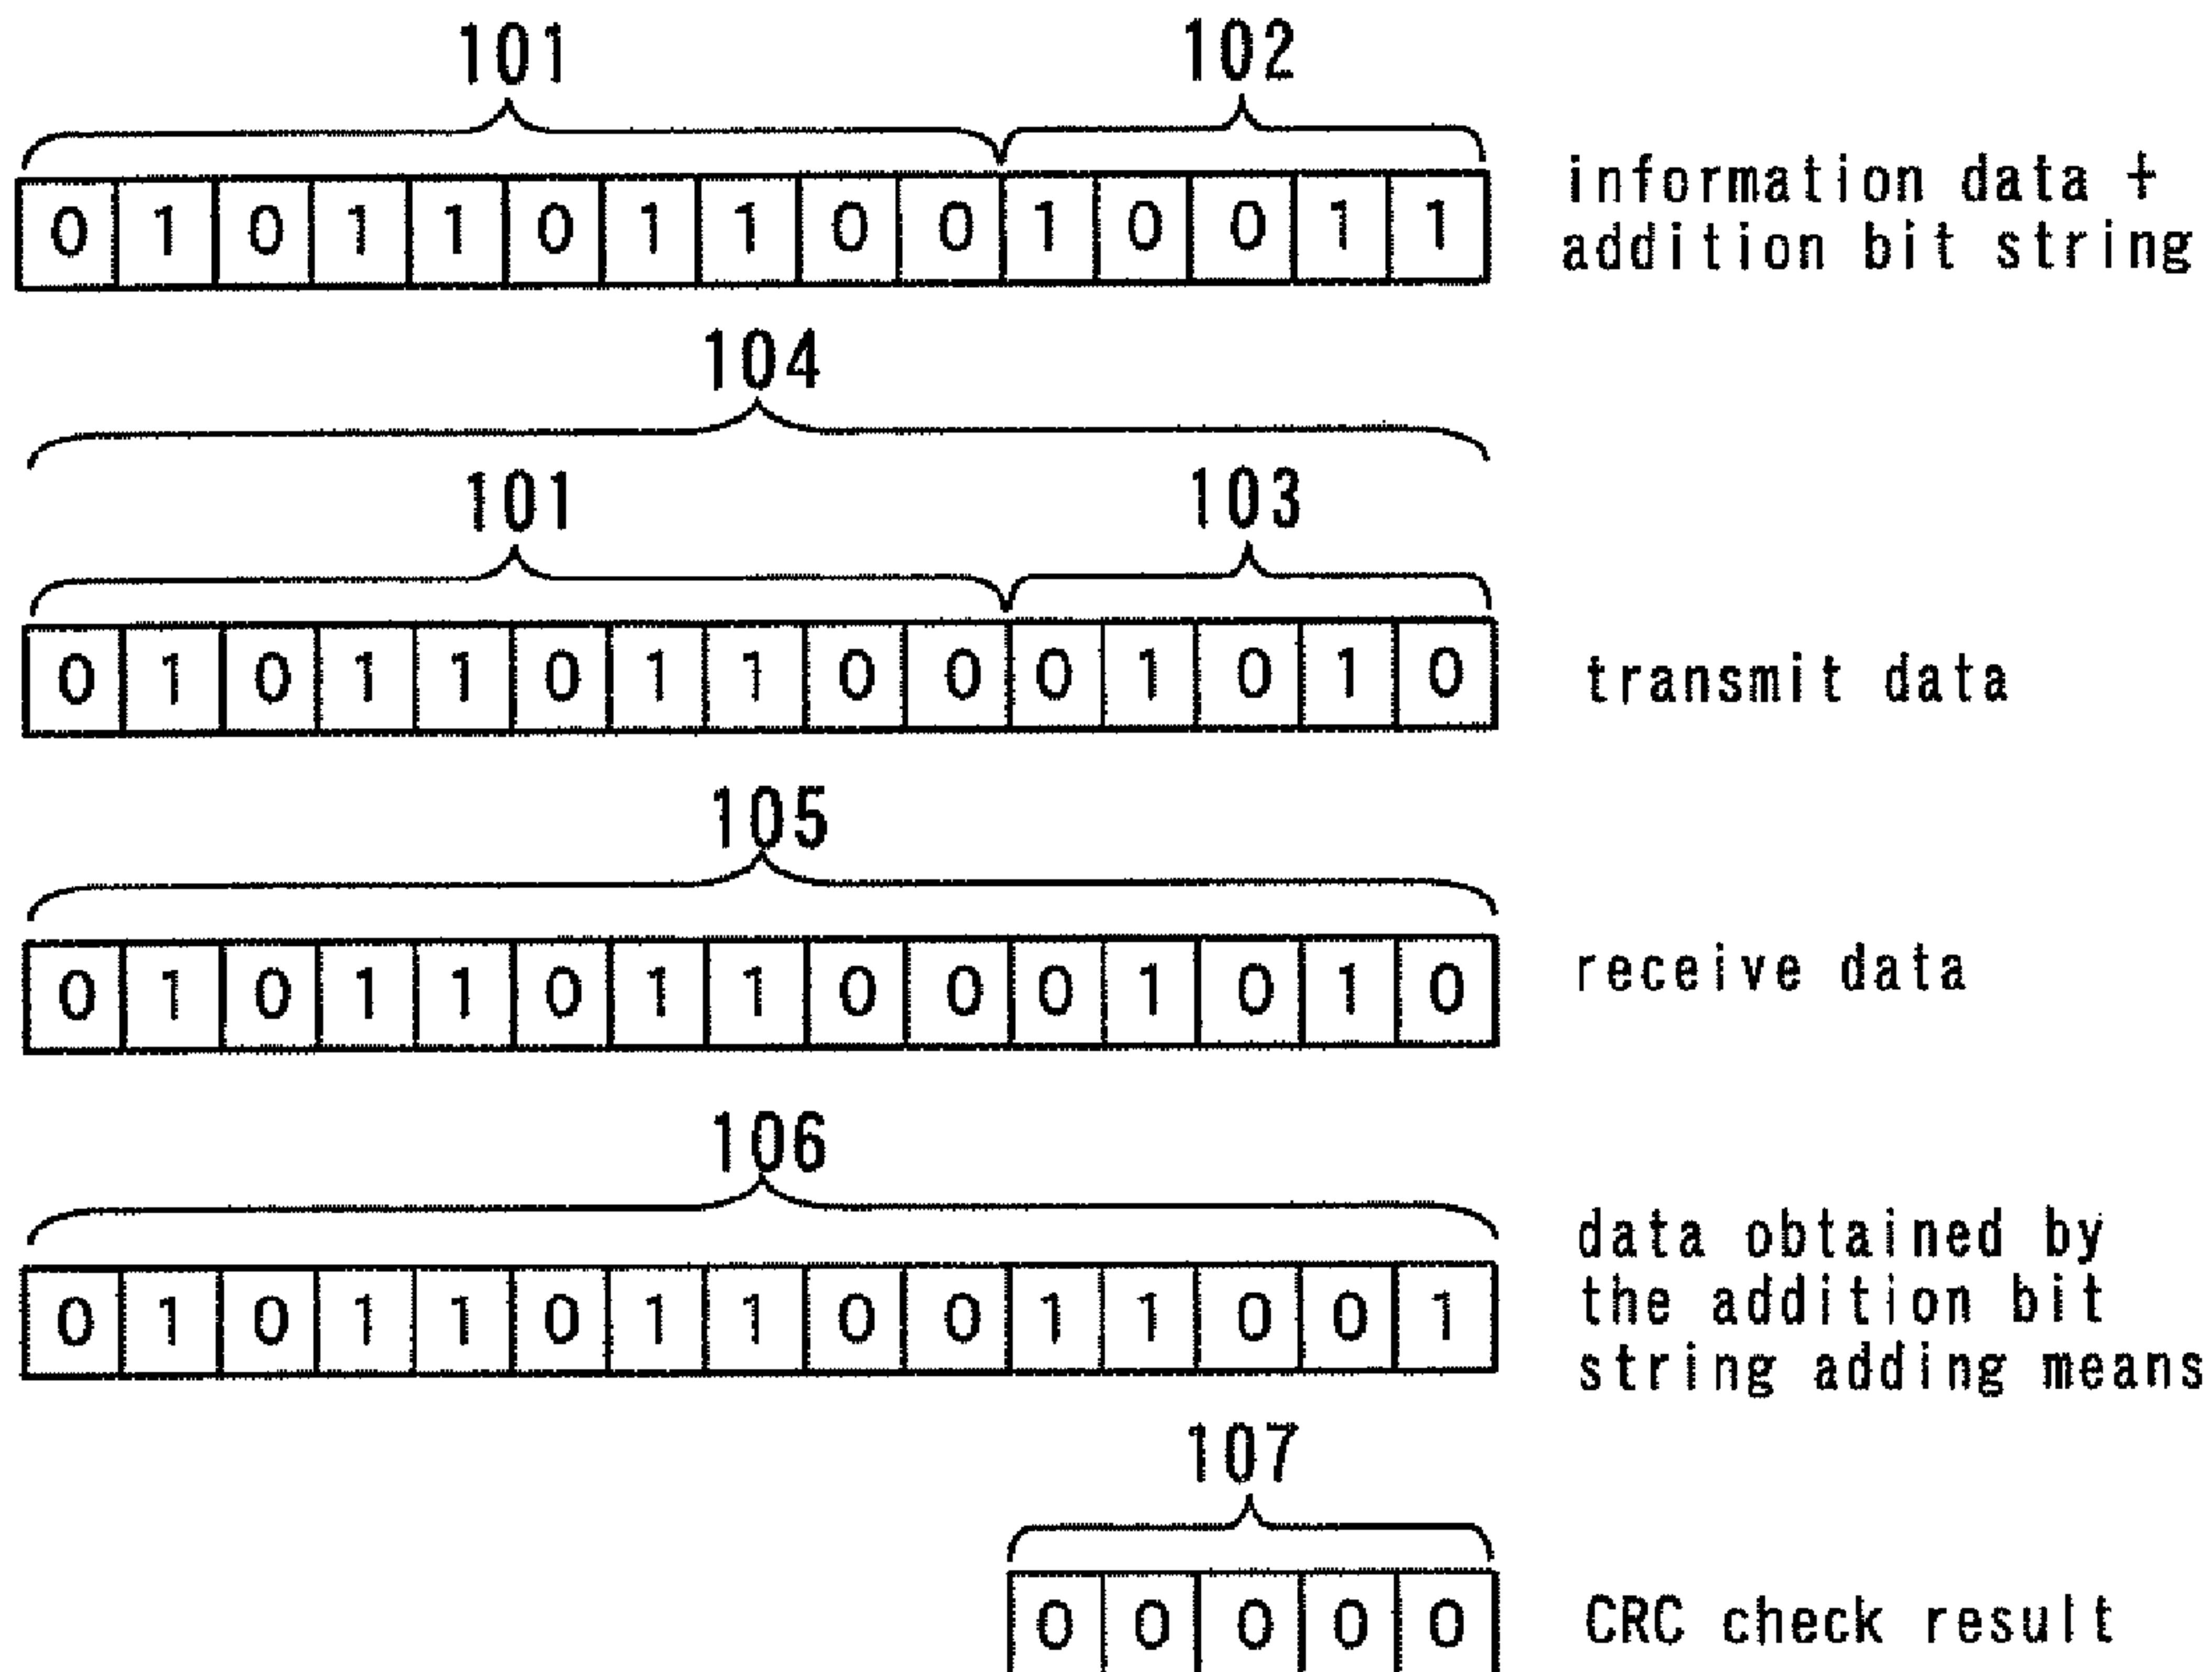 101 102
0 1 0 1 1 0 1 1 0 0 1 0 0 1 1
information data +
addition bit string
104
101 103
0 1 0 1 1 0 1 1 0 0 0 1 0 1 0
transmit data
105
0 1 0 1 1 0 1 1 0 0 0 1 0 1 0
receive data
106
0 1 0 1 1 0 1 1 0 0 1 1 0 0 1
data obtained by
the addition bit
string adding means
107
0 0 0 0 0
CRC check result